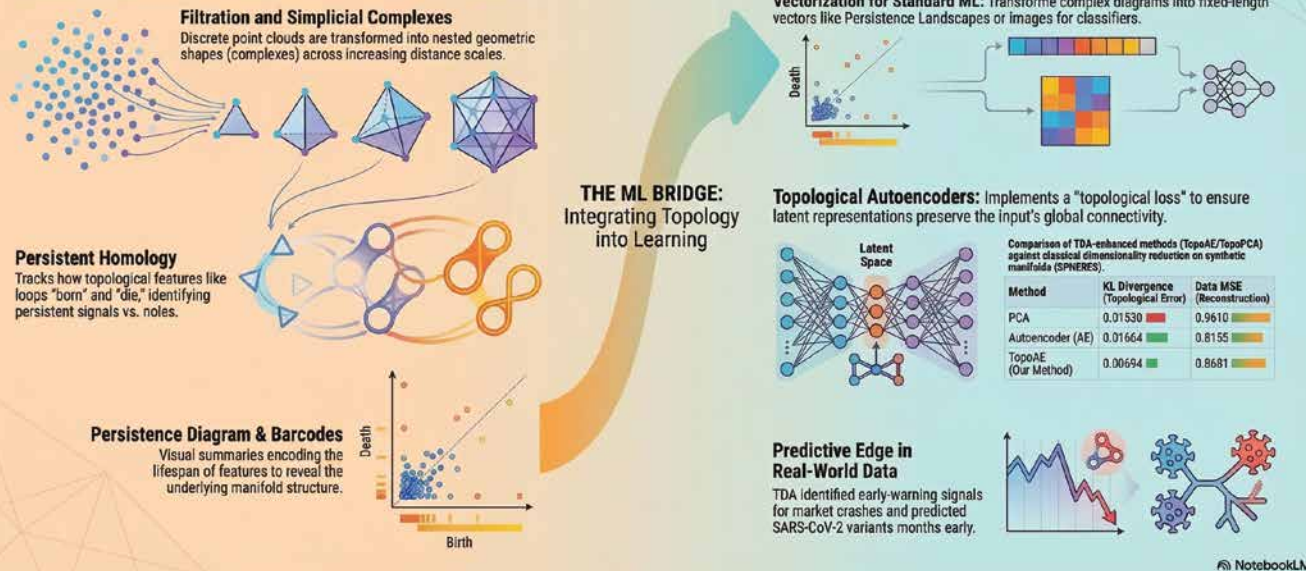 Filtration and Simplicial Complexes
Discrete point clouds are transformed into nested geometric
shapes (complexes) across increasing distance scales.
Persistent Homology
Tracks how topological features like
loops "born" and "die," identifying
persistent signals vs. noles.
Persistence Diagram & Barcodes
Visual summaries encoding the
lifespan of features to reveal the
underlying manifold structure.
Death
Birth
THE ML BRIDGE:
Integrating Topology
into Learning
Vectorization for Standard ML: Transforme complex diagrams into fixed-length
vectors like Persistence Landscapes or images for classifiers.
Death
Topological Autoencoders: Implements a "topological loss" to ensure
latent representations preserve the input's global connectivity.
Latent
Space
Comparison of TDA-enhanced methods (TopoAE/TopoPCA)
against classical dimensionality reduction on synthetic
manifolda (SPNERES).
Method KL Divergence (Topological Error) Data MSE (Reconstruction)
PCA 0.01530 0.9610
Autoencoder (AE) 0.01664 0.8155
TopoAE (Our Method) 0.00694 0.8681
Predictive Edge in
Real-World Data
TDA identified early-warning signals
for market crashes and predicted
SARS-CoV-2 variants months early.
NotebookLM